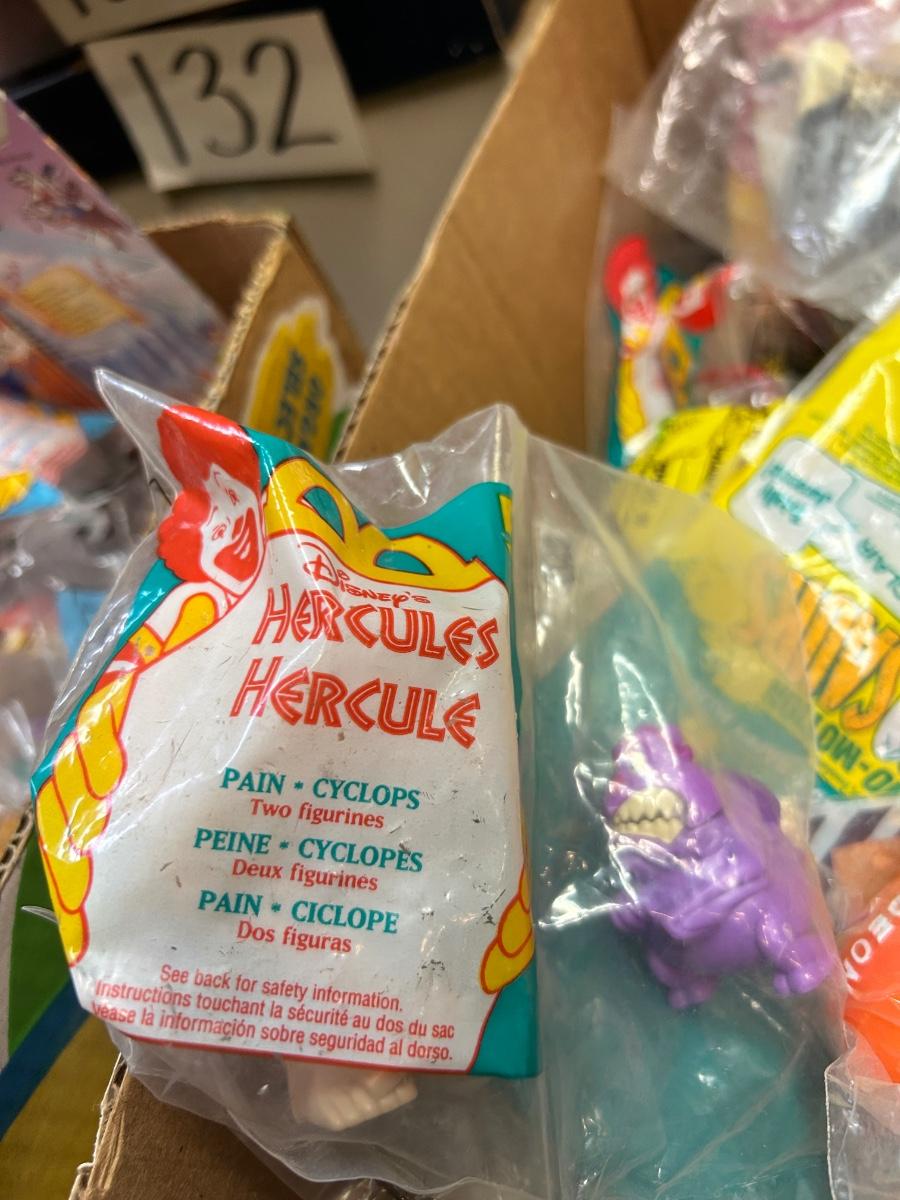 132
DISNEY'S
HERCULES
HERCULE
PAIN * CYCLOPS
Two figurines
PEINE * CYCLOPES
Deux figurines
PAIN * CICLOPE
Dos figuras
See back for safety information.
Instructions touchant la sécurité au dos du sac
Vease la información sobre seguridad al dorso.